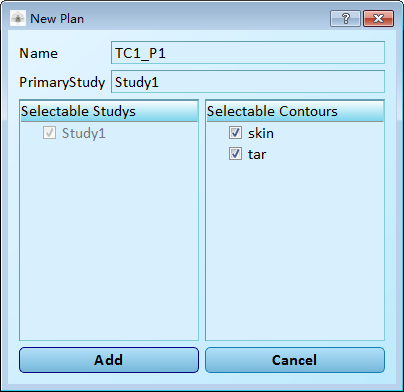 New Plan
Name TC1_P1
PrimaryStudy Study1
Selectable Studys Selectable Contours
Study1 skin
tar
Add Cancel